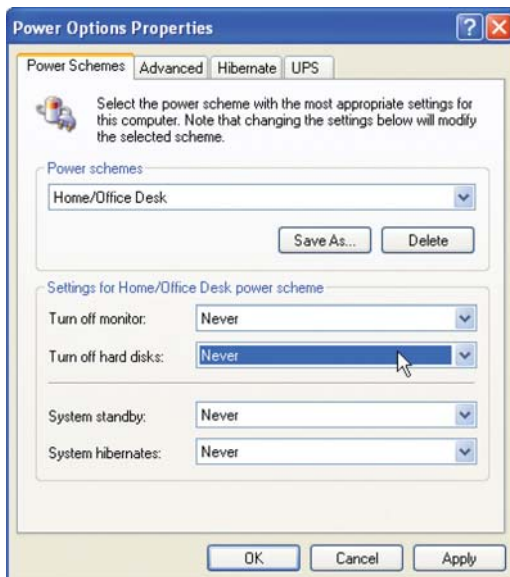 Power Options Properties
Power Schemes Advanced Hibernate UPS
Select the power scheme with the most appropriate settings for
this computer. Note that changing the settings below will modify
the selected scheme.
Power schemes
Home/Office Desk
Save As... Delete
Settings for Home/Office Desk power scheme
Turn off monitor: Never
Turn off hard disks: Never
System standby: Never
System hibernates: Never
OK Cancel Apply